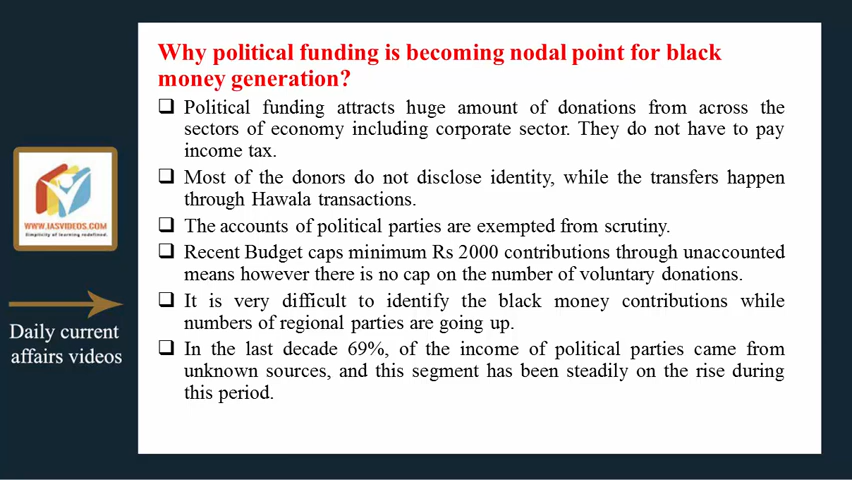 Why political funding is becoming nodal point for black
money generation?
❑ Political funding attracts huge amount of donations from across the
sectors of economy including corporate sector. They do not have to pay
income tax.
❑ Most of the donors do not disclose identity, while the transfers happen
through Hawala transactions.
❑ The accounts of political parties are exempted from scrutiny.
❑ Recent Budget caps minimum Rs 2000 contributions through unaccounted
means however there is no cap on the number of voluntary donations.
❑ It is very difficult to identify the black money contributions while
numbers of regional parties are going up.
❑ In the last decade 69%, of the income of political parties came from
unknown sources, and this segment has been steadily on the rise during
this period.
WWW.IASVIDEOS.COM
Simplicity of learning redefined.
Daily current
affairs videos